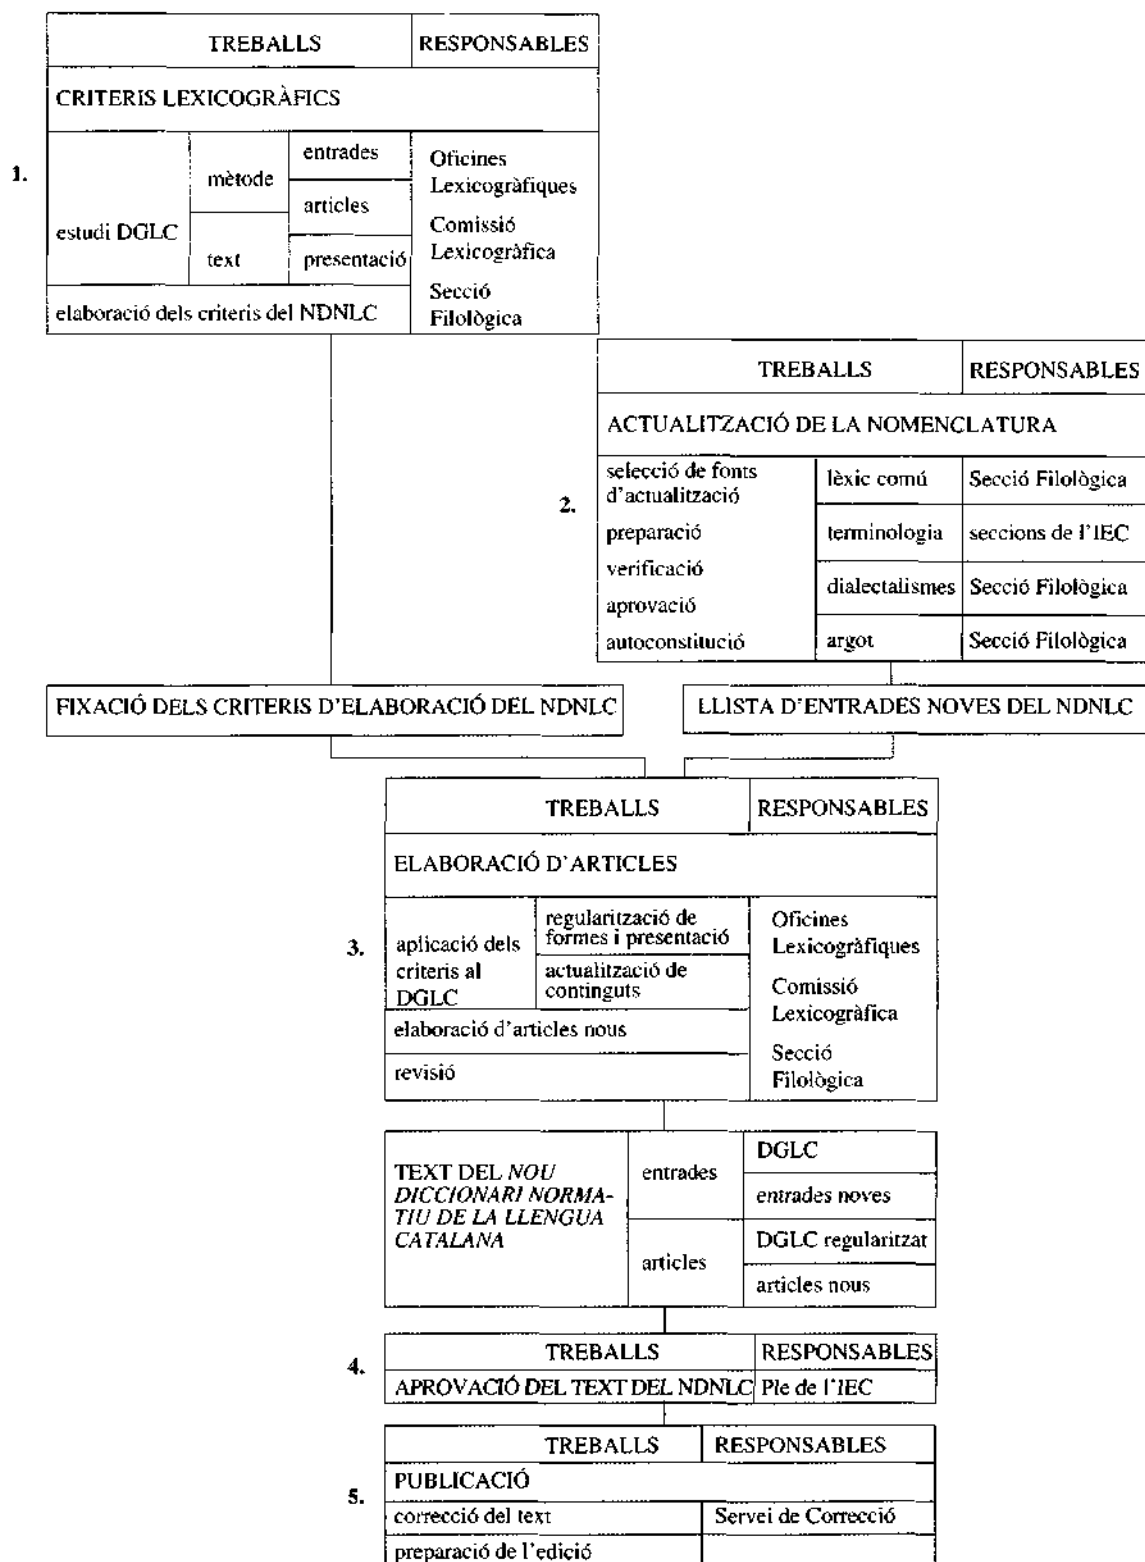 TREBALLS RESPONSABLES
CRITERIS LEXICOGRÀFICS
1.
estudi DGLC
mètode
text
entrades
articles
presentació
Oficines
Lexicogràfiques
Comissió
Lexicogràfica
Secció
Filològica
elaboració dels criteris del NDNLC
TREBALLS RESPONSABLES
ACTUALITZACIÓ DE LA NOMENCLATURA
2.
selecció de fonts
d'actualització
preparació
verificació
aprovació
autoconstitució
lèxic comú Secció Filològica
terminologia seccions de l'IEC
dialectalismes Secció Filològica
argot Secció Filològica
FIXACIÓ DELS CRITERIS D'ELABORACIÓ DEL NDNLC
LLISTA D'ENTRADES NOVES DEL NDNLC
TREBALLS RESPONSABLES
ELABORACIÓ D'ARTICLES
3.
aplicació dels
criteris al
DGLC
regularització de
formes i presentació
actualització de
continguts
elaboració d'articles nous
revisió
Oficines
Lexicogràfiques
Comissió
Lexicogràfica
Secció
Filològica
TEXT DEL NOU
DICCIONARI NORMA-
TIU DE LA LLENGUA
CATALANA
entrades
DGLC
entrades noves
articles
DGLC regularitzat
articles nous
4.
TREBALLS RESPONSABLES
APROVACIÓ DEL TEXT DEL NDNLC Ple de l'IEC
TREBALLS RESPONSABLES
5.
PUBLICACIÓ
correcció del text Servei de Correcció
preparació de l'edició